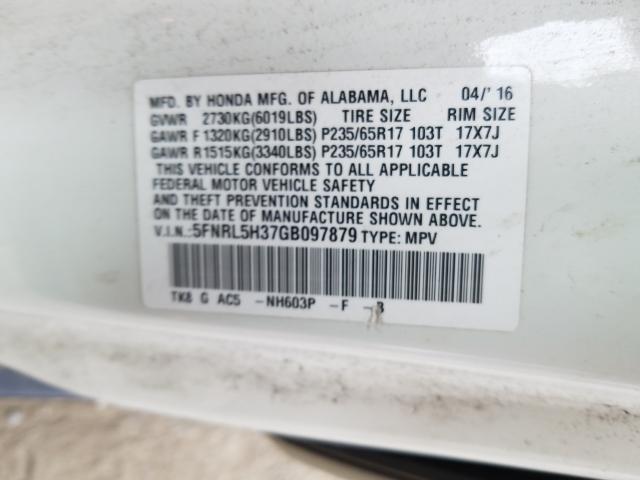 MFD. BY HONDA MFG. OF ALABAMA, LLC 04/'16
GVWR 2730KG(6019LBS) TIRE SIZE RIM SIZE
GAWR F 1320KG(2910LBS) P235/65R17 103T 17X7J
GAWR R1515KG(3340LBS) P235/65R17 103T 17X7J
THIS VEHICLE CONFORMS TO ALL APPLICABLE
FEDERAL MOTOR VEHICLE SAFETY
AND THEFT PREVENTION STANDARDS IN EFFECT
ON THE DATE OF MANUFACTURE SHOWN ABOVE.
V.I.N.:5FNRL5H37GB097879 TYPE: MPV
TK8 G AC5 -NH603P -F -B